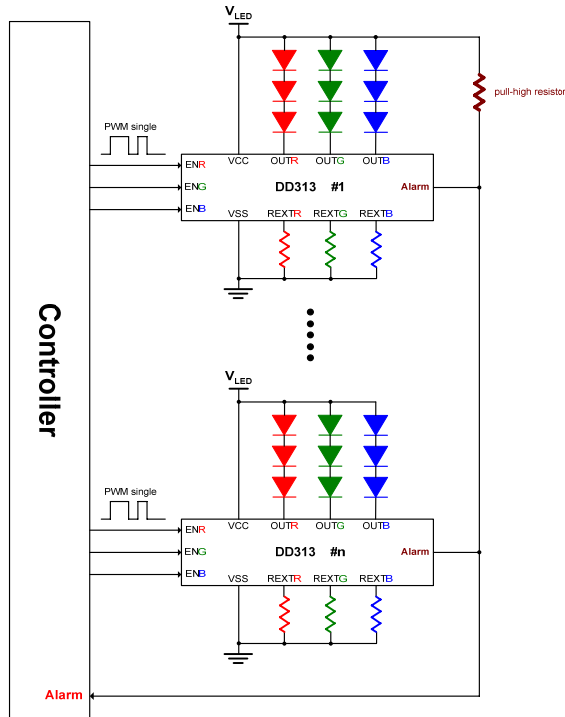 VLED
pull-high resistor
PWM single
VCC OUTR OUTG OUTB
ENR
ENG
ENB
DD313 #1
Alarm
VSS REXTR REXTG REXTB
Controller
VLED
PWM single
VCC OUTR OUTG OUTB
ENR
ENG
ENB
DD313 #n
Alarm
VSS REXTR REXTG REXTB
Alarm